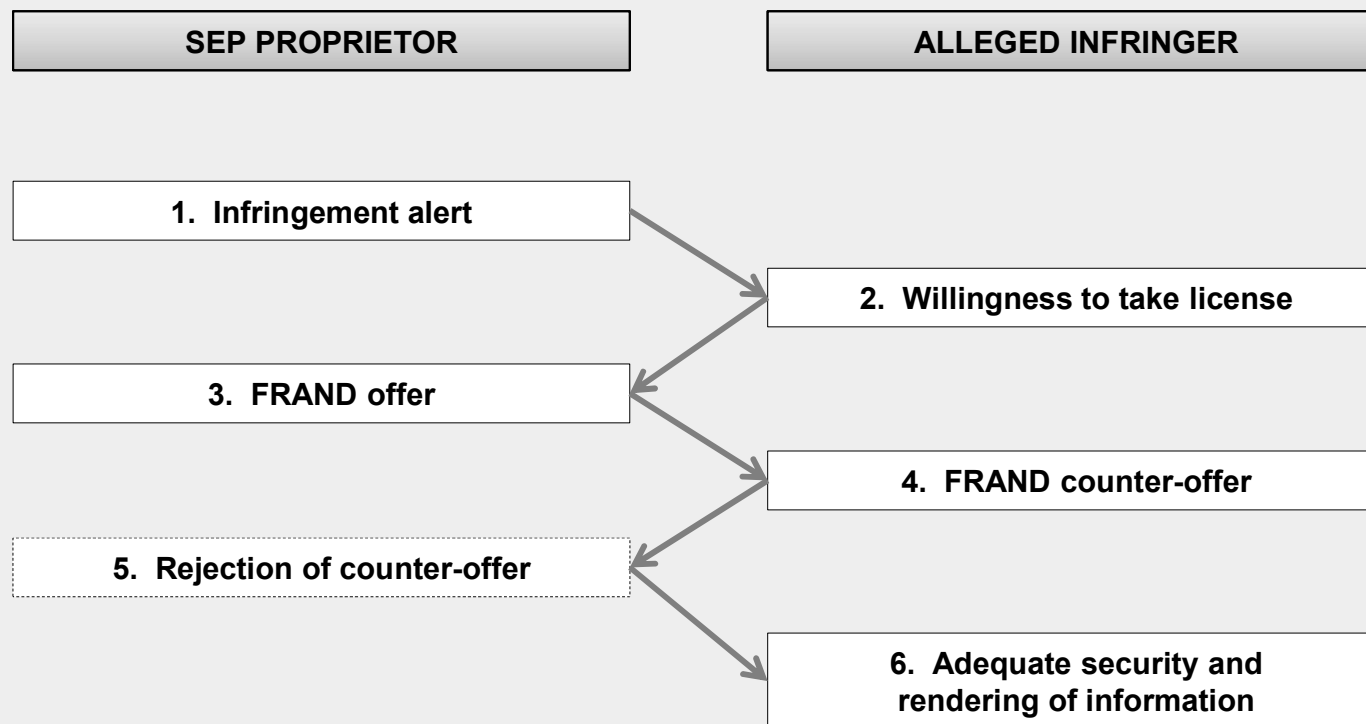 SEP PROPRIETOR
ALLEGED INFRINGER
1. Infringement alert
2. Willingness to take license
3. FRAND offer
4. FRAND counter-offer
5. Rejection of counter-offer
6. Adequate security and
rendering of information